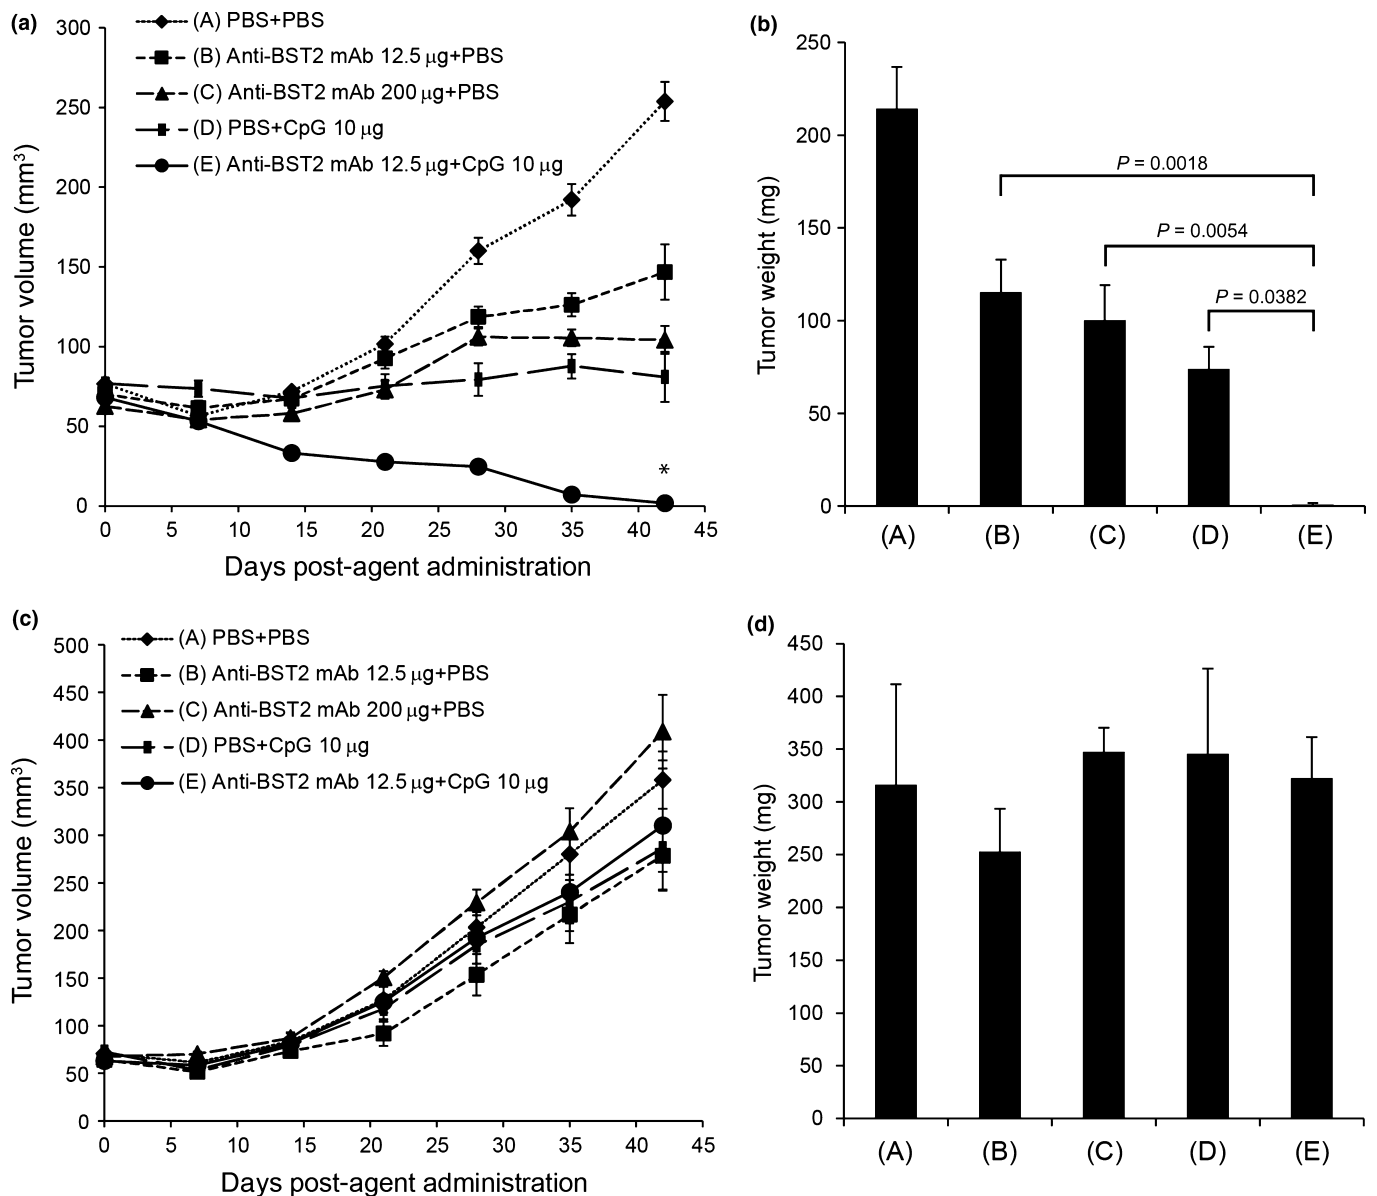 (a)
(A) PBS+PBS
(B) Anti-BST2 mAb 12.5 μg+PBS
(C) Anti-BST2 mAb 200 μg+PBS
(D) PBS+CpG 10 μg
(E) Anti-BST2 mAb 12.5 μg+CpG 10 μg
Tumor volume (mm³)
300
250
200
150
100
50
0
*
0 5 10 15 20 25 30 35 40 45
Days post-agent administration
(b)
Tumor weight (mg)
250
200
150
100
50
0
P = 0.0018
P = 0.0054
P = 0.0382
(A) (B) (C) (D) (E)
(c)
(A) PBS+PBS
(B) Anti-BST2 mAb 12.5 μg+PBS
(C) Anti-BST2 mAb 200 μg+PBS
(D) PBS+CpG 10 μg
(E) Anti-BST2 mAb 12.5 μg+CpG 10 μg
Tumor volume (mm³)
500
450
400
350
300
250
200
150
100
50
0
0 5 10 15 20 25 30 35 40 45
Days post-agent administration
(d)
Tumor weight (mg)
450
400
350
300
250
200
150
100
50
0
(A) (B) (C) (D) (E)